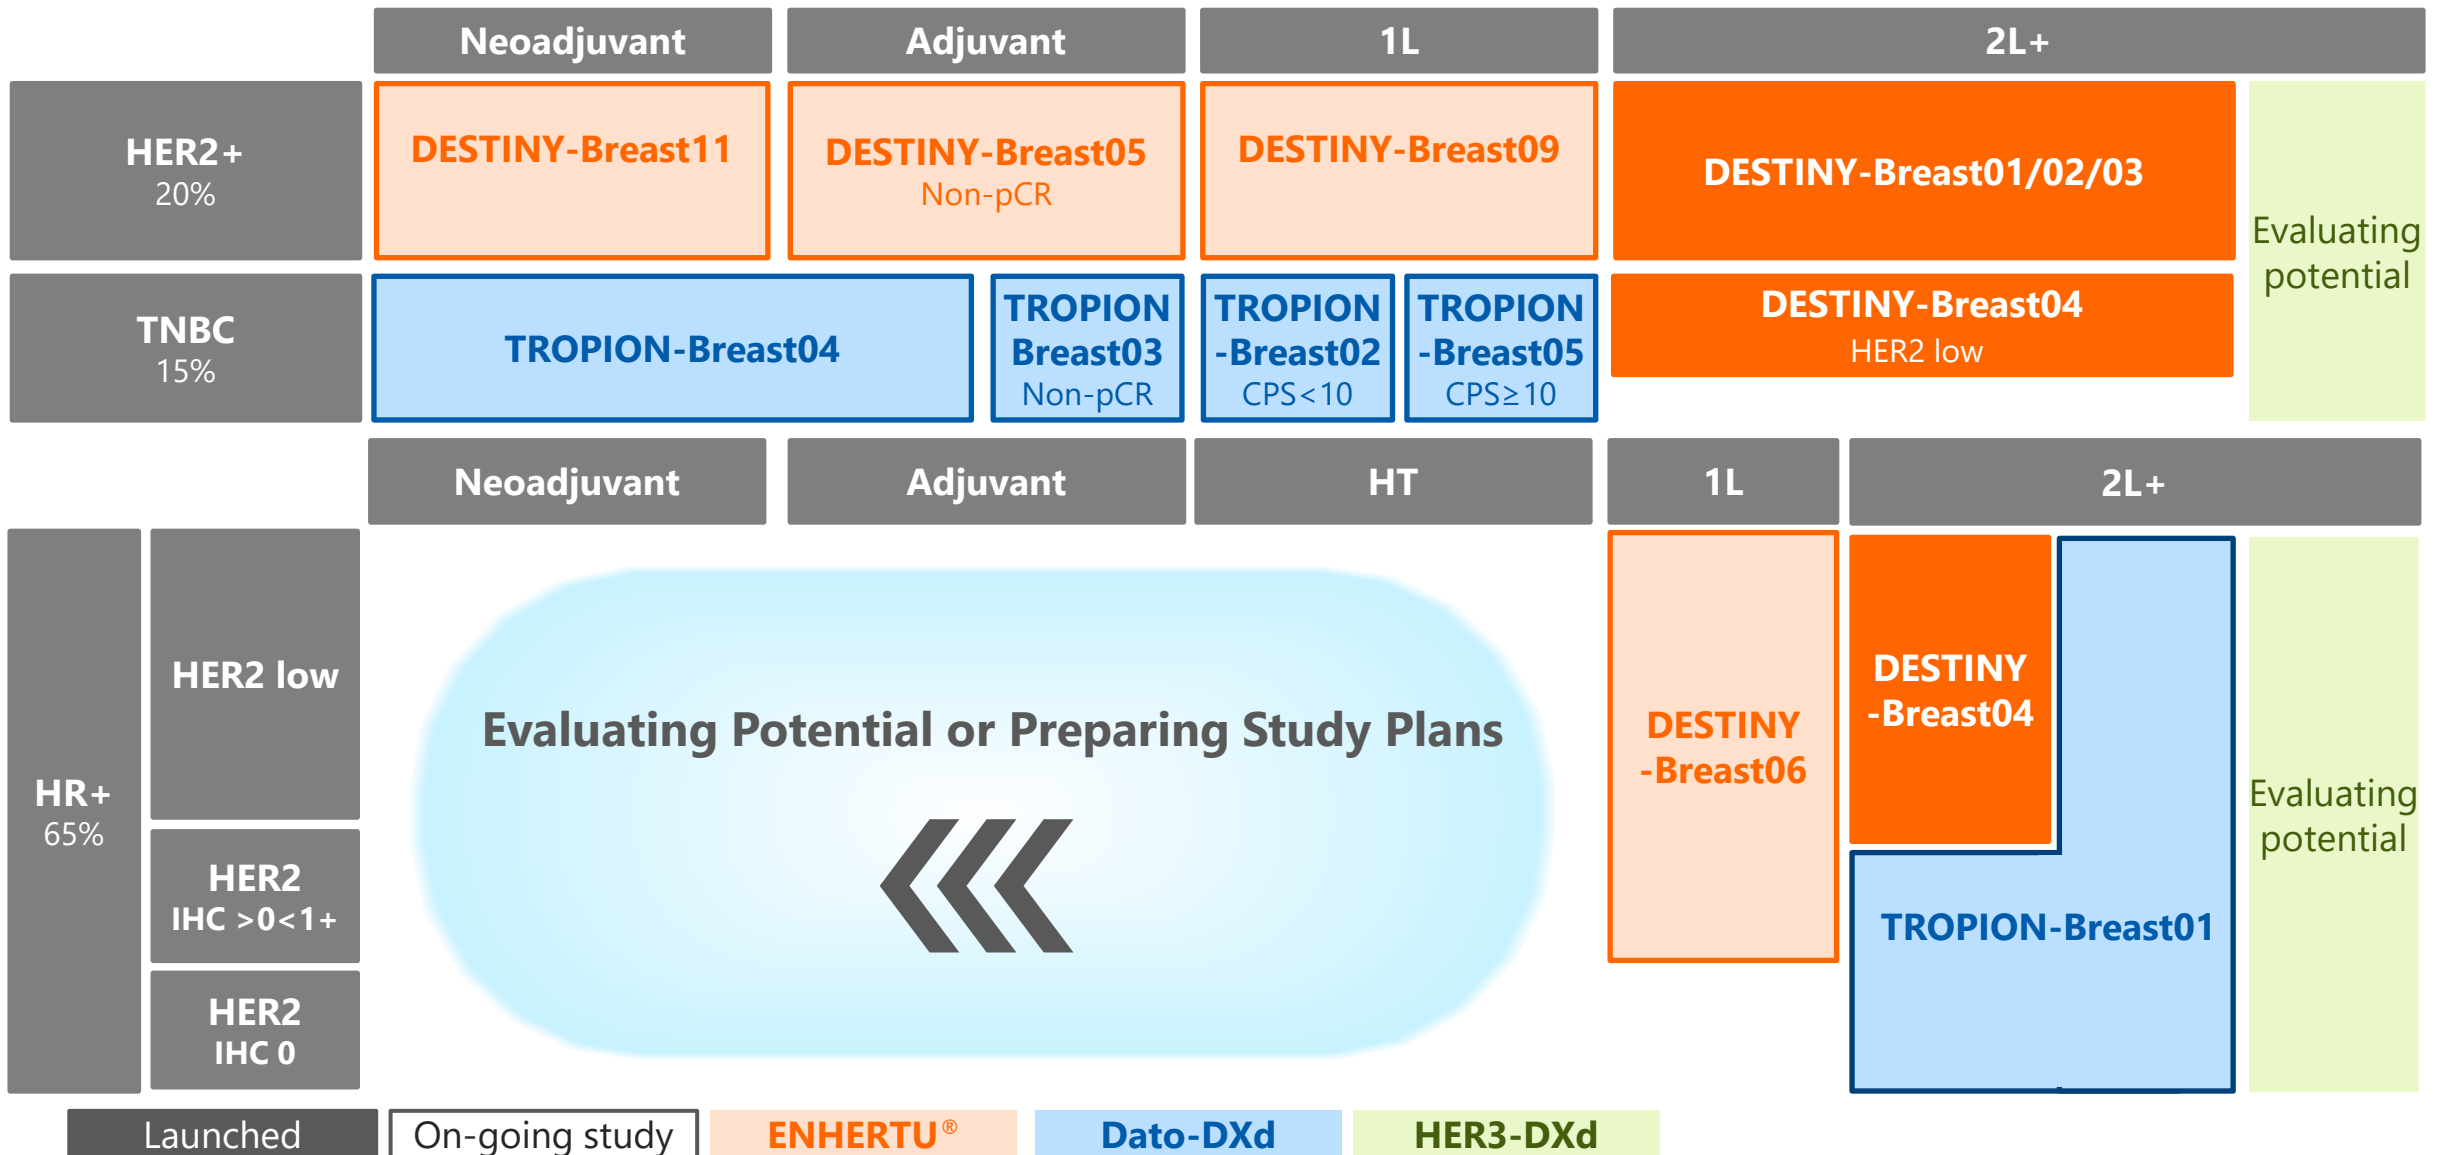 Neoadjuvant
Adjuvant
1L
2L+
HER2+
20%
DESTINY-Breast11
DESTINY-Breast05
Non-pCR
DESTINY-Breast09
DESTINY-Breast01/02/03
Evaluating
potential
TNBC
15%
TROPION-Breast04
TROPION
Breast03
Non-pCR
TROPION
-Breast02
CPS<10
TROPION
-Breast05
CPS≥10
DESTINY-Breast04
HER2 low
Neoadjuvant
Adjuvant
HT
1L
2L+
HR+
65%
HER2 low
HER2
IHC >0<1+
HER2
IHC 0
Evaluating Potential or Preparing Study Plans
DESTINY
-Breast06
DESTINY
-Breast04
TROPION-Breast01
Evaluating
potential
Launched
On-going study
ENHERTU®
Dato-DXd
HER3-DXd